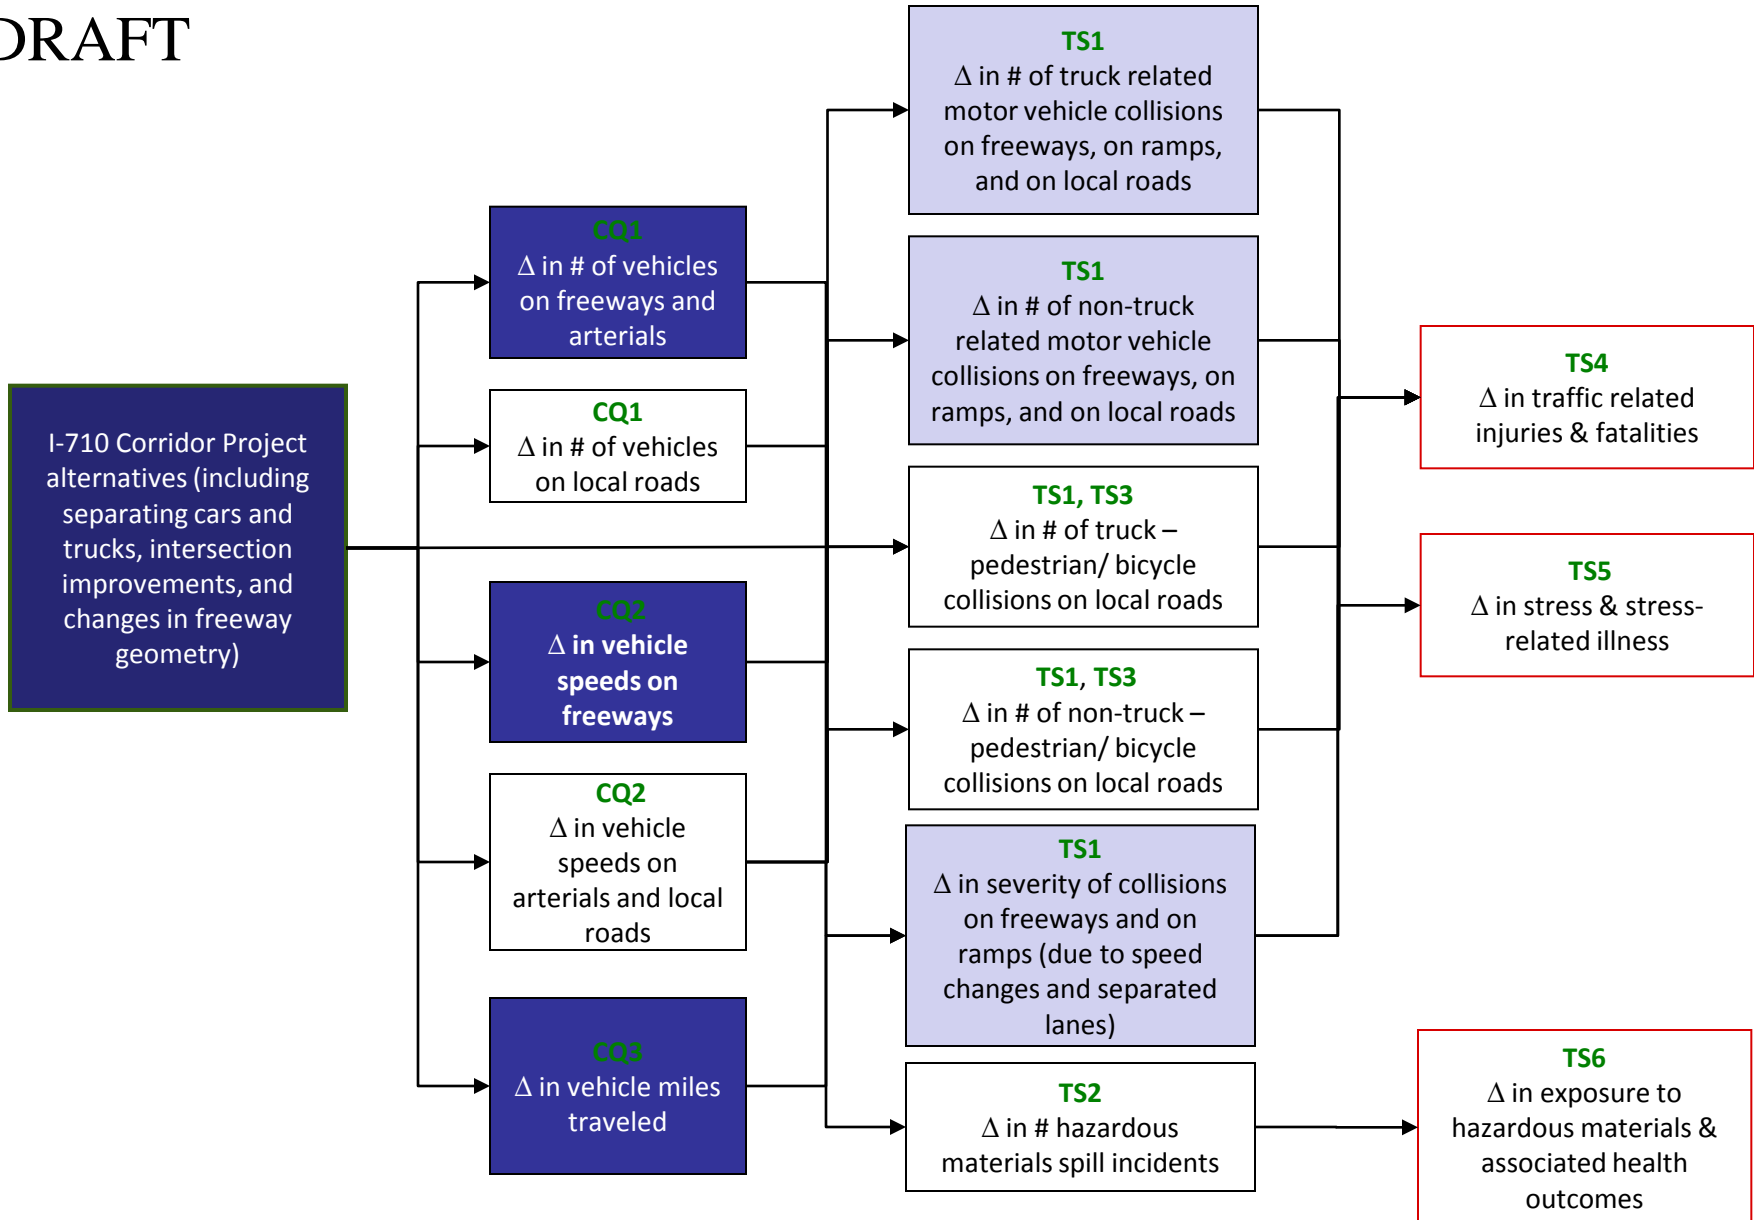 DRAFT
I-710 Corridor Project
alternatives (including
separating cars and
trucks, intersection
improvements, and
changes in freeway
geometry)
CQ1
Δ in # of vehicles
on freeways and
arterials
CQ1
Δ in # of vehicles
on local roads
CQ2
Δ in vehicle
speeds on
freeways
CQ2
Δ in vehicle
speeds on
arterials and local
roads
CQ3
Δ in vehicle miles
traveled
TS1
Δ in # of truck related
motor vehicle collisions
on freeways, on ramps,
and on local roads
TS1
Δ in # of non-truck
related motor vehicle
collisions on freeways, on
ramps, and on local roads
TS1, TS3
Δ in # of truck –
pedestrian/ bicycle
collisions on local roads
TS1, TS3
Δ in # of non-truck –
pedestrian/ bicycle
collisions on local roads
TS1
Δ in severity of collisions
on freeways and on
ramps (due to speed
changes and separated
lanes)
TS2
Δ in # hazardous
materials spill incidents
TS4
Δ in traffic related
injuries & fatalities
TS5
Δ in stress & stress-
related illness
TS6
Δ in exposure to
hazardous materials &
associated health
outcomes